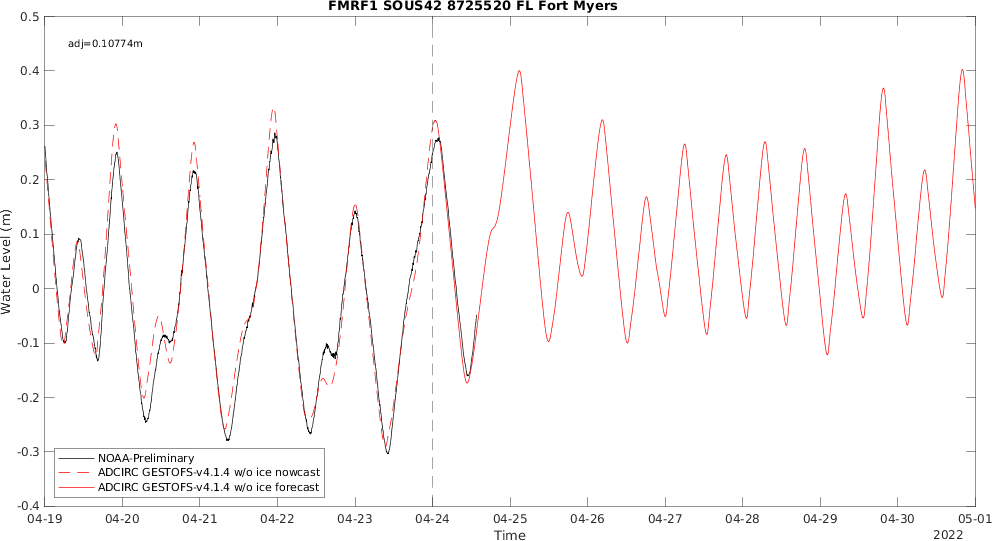 FMRF1 SOUS42 8725520 FL Fort Myers
adj=0.10774m
0.5
0.4
0.3
0.2
0.1
0
-0.1
-0.2
-0.3
-0.4
Water Level (m)
NOAA-Preliminary
ADCIRC GESTOFS-v4.1.4 w/o ice nowcast
ADCIRC GESTOFS-v4.1.4 w/o ice forecast
04-19 04-20 04-21 04-22 04-23 04-24 04-25 04-26 04-27 04-28 04-29 04-30 05-01
Time
2022